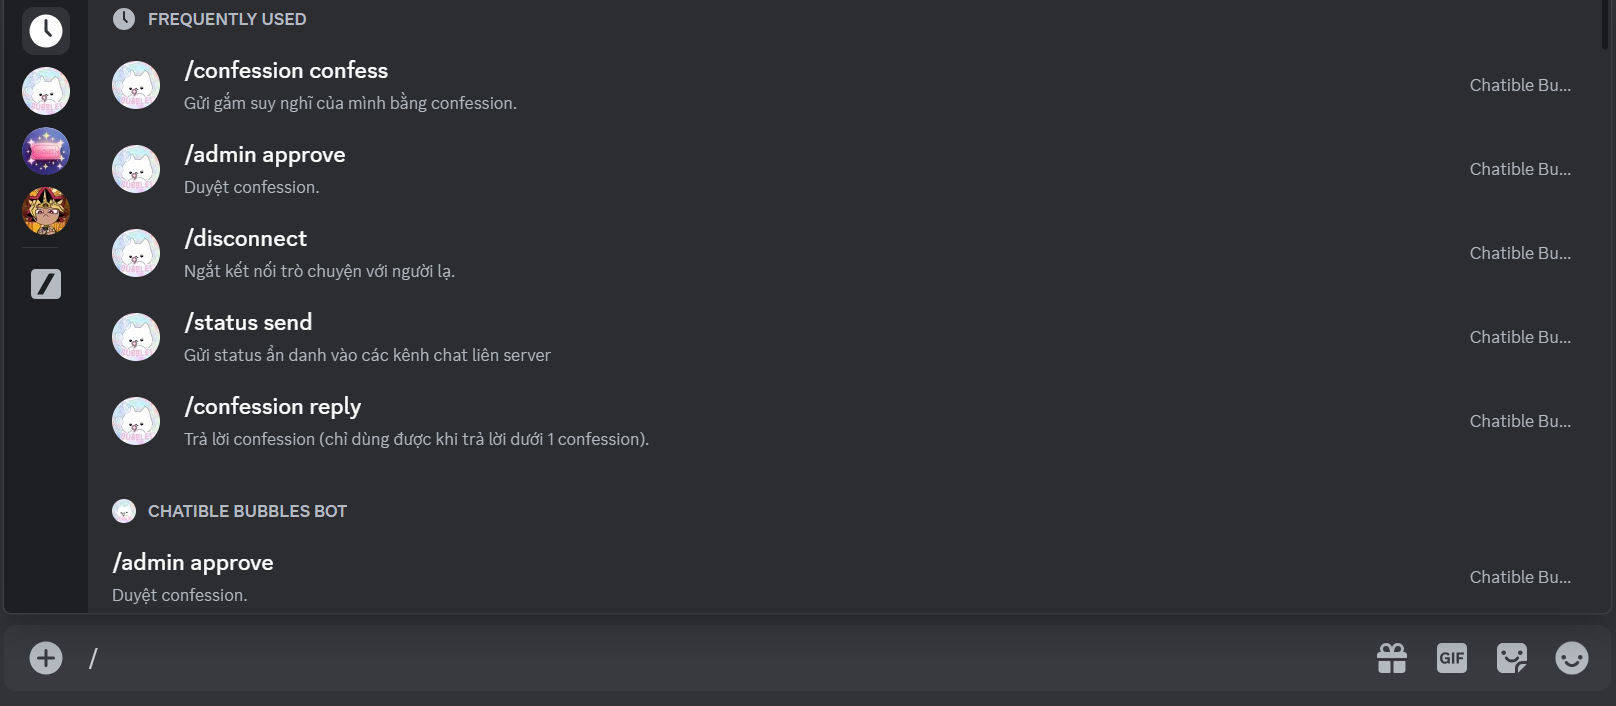 FREQUENTLY USED
/confession confess
Gửi gắm suy nghĩ của mình bằng confession.
Chatible Bu...
/admin approve
Duyệt confession.
Chatible Bu...
/disconnect
Ngắt kết nối trò chuyện với người lạ.
Chatible Bu...
/status send
Gửi status ẩn danh vào các kênh chat liên server
Chatible Bu...
/confession reply
Trả lời confession (chỉ dùng được khi trả lời dưới 1 confession).
Chatible Bu...
CHATIBLE BUBBLES BOT
/admin approve
Duyệt confession.
Chatible Bu...
/
GIF